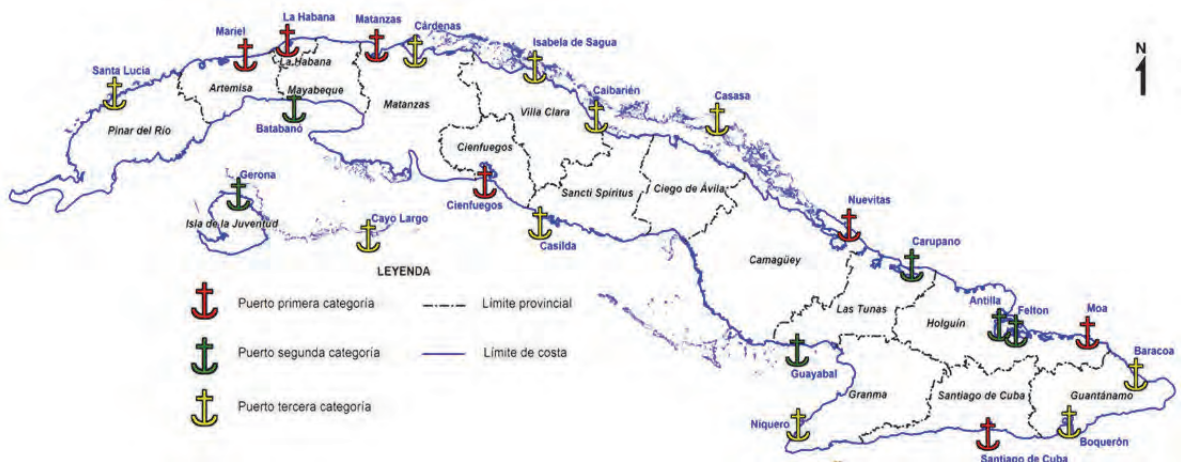 La Habana
Matanzas
Cárdenas
Mariel
Isabela de Sagua
N
Santa Lucía
La Habana
Artemisa
Mayabeque
Caibarién
Casasa
Villa Clara
Matanzas
Pinar del Río
Batabanó
Cienfuegos
Gerona
Sancti Spíritus
Ciego de Ávila
Cienfuegos
Nuevitas
Isla de la Juventud
Cayo Largo
Casilda
Carupano
LEYENDA
Camagüey
Puerto primera categoría
Límite provincial
Las Tunas
Antilla
Felton
Moa
Holguín
Puerto segunda categoría
Límite de costa
Baracoa
Guayabal
Granma
Santiago de Cuba
Guantánamo
Puerto tercera categoría
Niquero
Boquerón
Santiago de Cuba